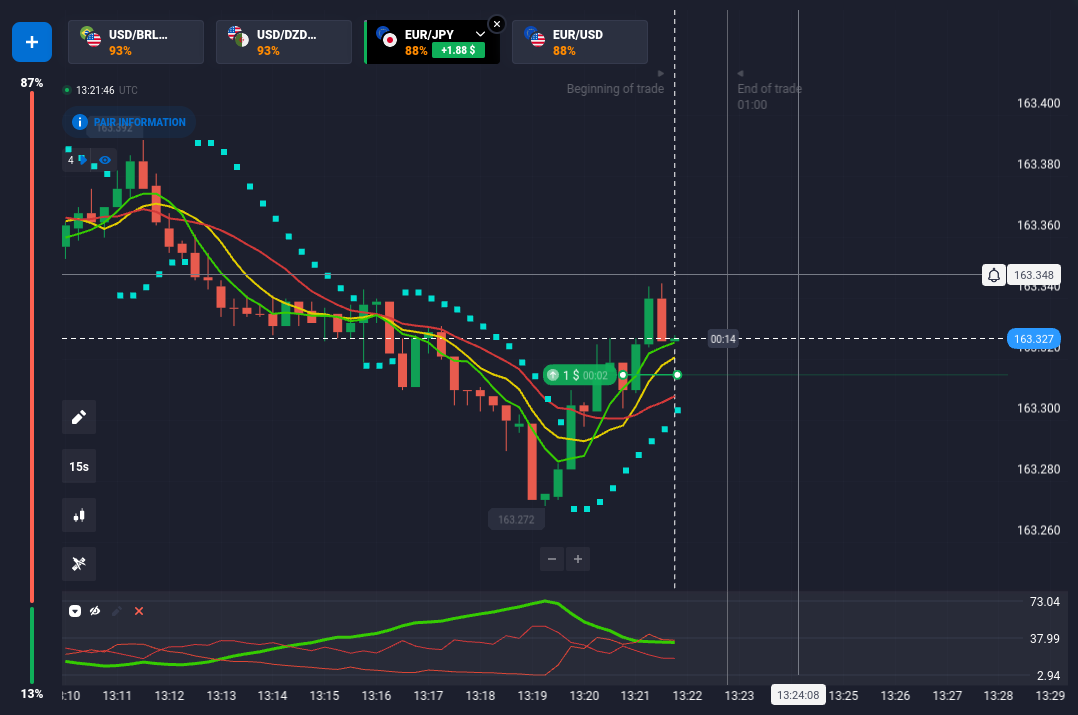 +
USD/BRL...
93%
USD/DZD...
93%
EUR/JPY
88% +1.88 $
EUR/USD
88%
87%
13:21:46 UTC
Beginning of trade
End of trade
01:00
PAIR INFORMATION
163.392
4
163.400
163.380
163.360
163.348
163.340
163.327
163.320
00:14
1 $ 00:02
163.300
163.280
163.260
163.272
15s
− +
73.04
37.99
2.94
13%
:10 13:11 13:12 13:13 13:14 13:15 13:16 13:17 13:18 13:19 13:20 13:21 13:22 13:23 13:24:08 13:25 13:26 13:27 13:28 13:29